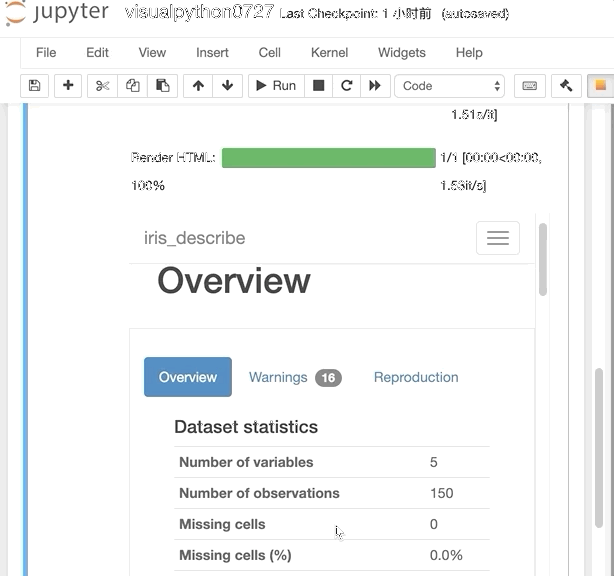 jupyter visualpython0727 Last Checkpoint: 1 小时前 (autosaved)
File Edit View Insert Cell Kernel Widgets Help
Run Code
1.51s/it]
Render HTML: 1/1 [00:00<00:00,
100% 1.53it/s]
iris_describe
Overview
Overview Warnings 16 Reproduction
Dataset statistics
Number of variables 5
Number of observations 150
Missing cells 0
Missing cells (%) 0.0%